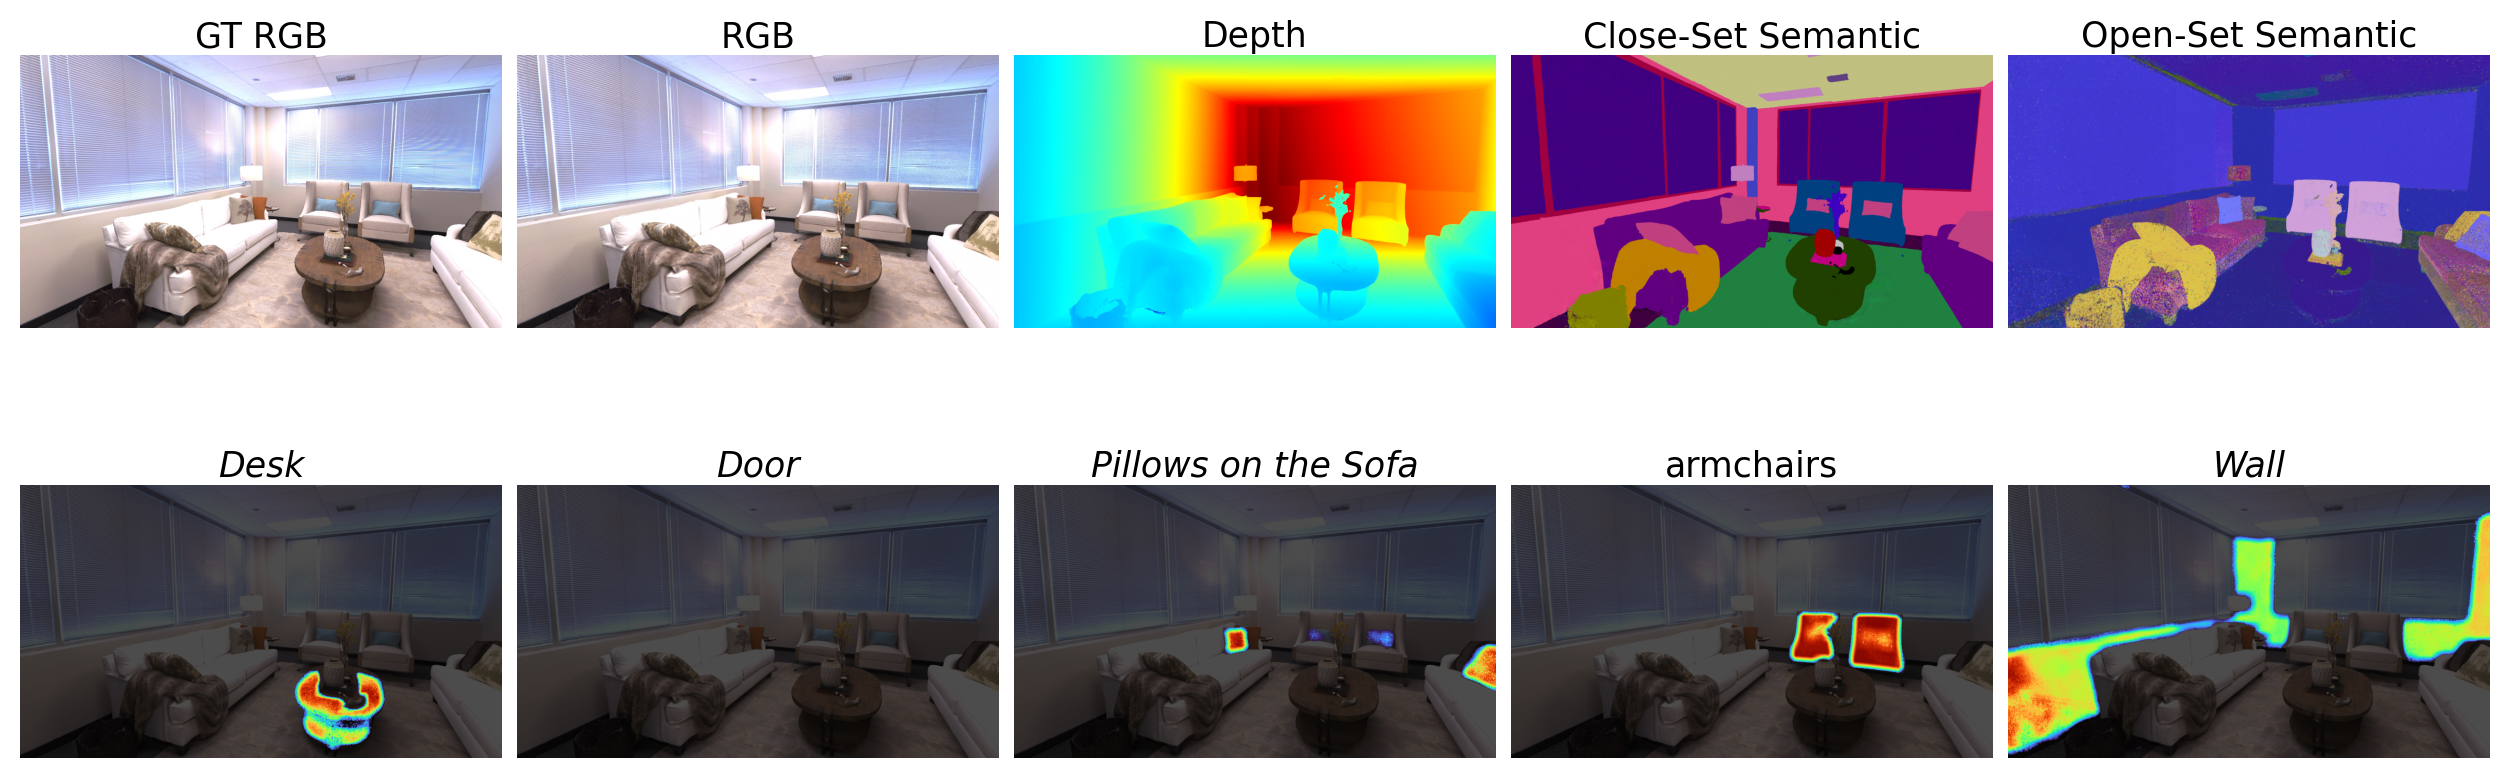 GT RGB
RGB
Depth
Close-Set Semantic
Open-Set Semantic
Desk
Door
Pillows on the Sofa
armchairs
Wall